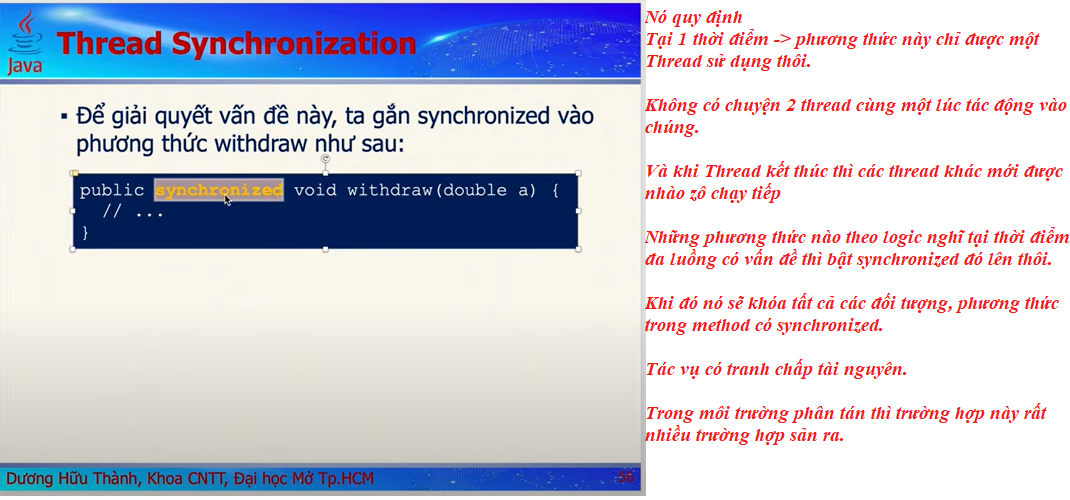 Java
Thread Synchronization
▪ Để giải quyết vấn đề này, ta gắn synchronized vào
phương thức withdraw như sau:
public synchronized void withdraw(double a) {
// ...
}
Dương Hữu Thành, Khoa CNTT, Đại học Mở Tp.HCM
58
Nó quy định
Tại 1 thời điểm -> phương thức này chỉ được một
Thread sử dụng thôi.
Không có chuyện 2 thread cùng một lúc tác động vào
chúng.
Và khi Thread kết thúc thì các thread khác mới được
nhào zô chạy tiếp
Những phương thức nào theo logic nghĩ tại thời điểm
đa luồng có vấn đề thì bật synchronized đó lên thôi.
Khi đó nó sẽ khóa tất cả các đối tượng, phương thức
trong method có synchronized.
Tác vụ có tranh chấp tài nguyên.
Trong môi trường phân tán thì trường hợp này rất
nhiều trường hợp sản ra.